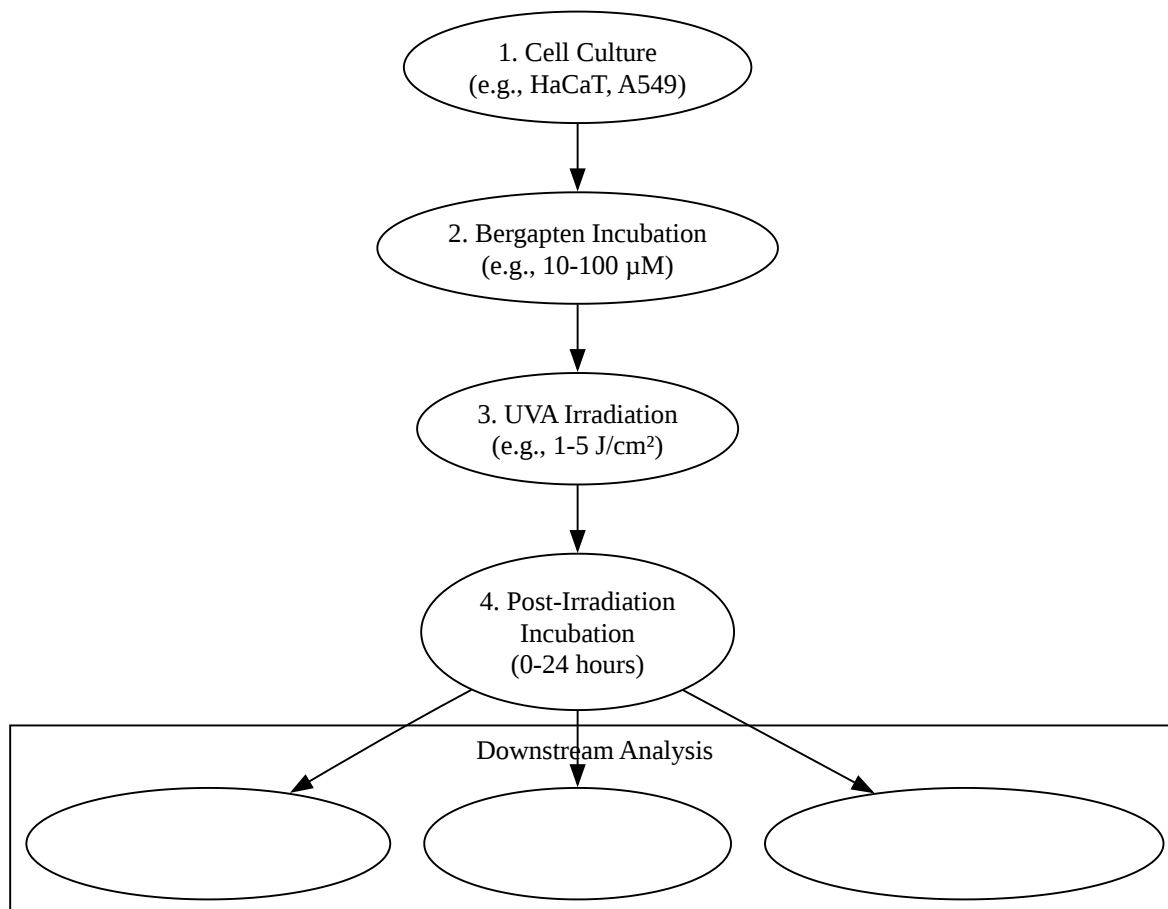 1. Cell Culture
(e.g., HaCaT, A549)
2. Bergapten Incubation
(e.g., 10-100 µM)
3. UVA Irradiation
(e.g., 1-5 J/cm²)
4. Post-Irradiation
Incubation
(0-24 hours)
Downstream Analysis